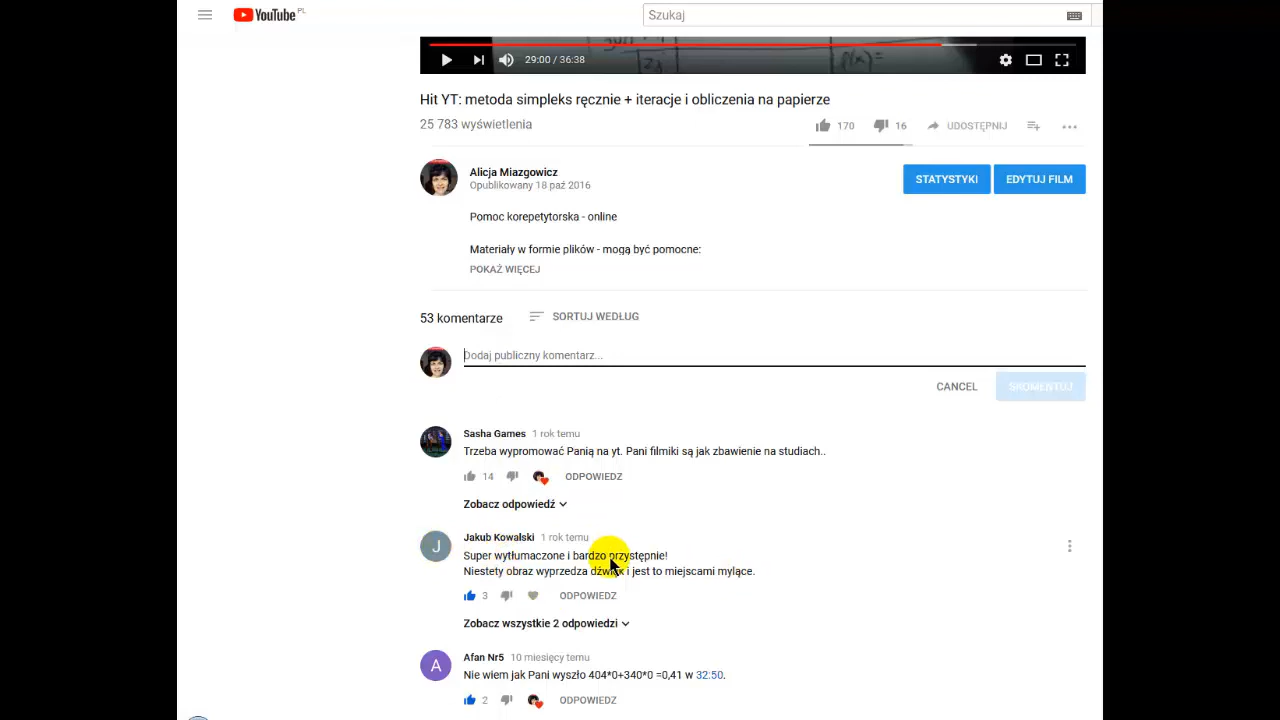 YouTube PL
Szukaj
29:00 / 36:38
f(x)=
Hit YT: metoda simpleks ręcznie + iteracje i obliczenia na papierze
25 783 wyświetlenia
170
16
UDOSTĘPNIJ
Alicja Miazgowicz
Opublikowany 18 paź 2016
STATYSTYKI
EDYTUJ FILM
Pomoc korepetytorska - online
Materiały w formie plików - mogą być pomocne:
POKAŻ WIĘCEJ
53 komentarze
SORTUJ WEDŁUG
Dodaj publiczny komentarz...
CANCEL
SKOMENTUJ
Sasha Games 1 rok temu
Trzeba wypromować Panią na yt. Pani filmiki są jak zbawienie na studiach..
14
ODPOWIEDZ
Zobacz odpowiedź
J
Jakub Kowalski 1 rok temu
Super wytłumaczone i bardzo przystępnie!
Niestety obraz wyprzedza dźwięk i jest to miejscami mylące.
3
ODPOWIEDZ
Zobacz wszystkie 2 odpowiedzi
A
Afan Nr5 10 miesięcy temu
Nie wiem jak Pani wyszło 404*0+340*0 =0,41 w 32:50.
2
ODPOWIEDZ